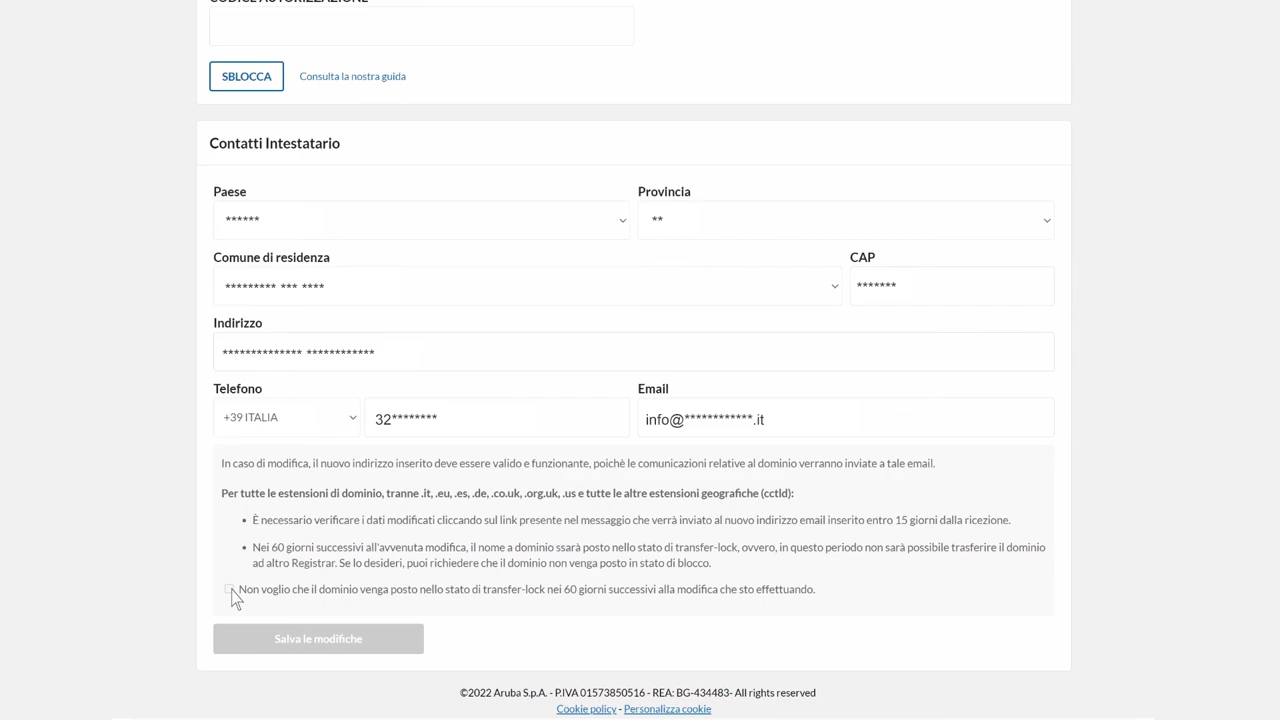 CODICE AUTORIZZAZIONE
SBLOCCA
Consulta la nostra guida
Contatti Intestatario
Paese
Provincia
******
**
Comune di residenza
CAP
********* *** ****
*******
Indirizzo
************** ************
Telefono
Email
+39 ITALIA
32********
info@************.it
In caso di modifica, il nuovo indirizzo inserito deve essere valido e funzionante, poichè le comunicazioni relative al dominio verranno inviate a tale email.
Per tutte le estensioni di dominio, tranne .it, .eu, .es, .de, .co.uk, .org.uk, .us e tutte le altre estensioni geografiche (cctld):
• È necessario verificare i dati modificati cliccando sul link presente nel messaggio che verrà inviato al nuovo indirizzo email inserito entro 15 giorni dalla ricezione.
• Nei 60 giorni successivi all'avvenuta modifica, il nome a dominio ssarà posto nello stato di transfer-lock, ovvero, in questo periodo non sarà possibile trasferire il dominio
ad altro Registrar. Se lo desideri, puoi richiedere che il dominio non venga posto in stato di blocco.
Non voglio che il dominio venga posto nello stato di transfer-lock nei 60 giorni successivi alla modifica che sto effettuando.
Salva le modifiche
©2022 Aruba S.p.A. - P.IVA 01573850516 - REA: BG-434483- All rights reserved
Cookie policy - Personalizza cookie